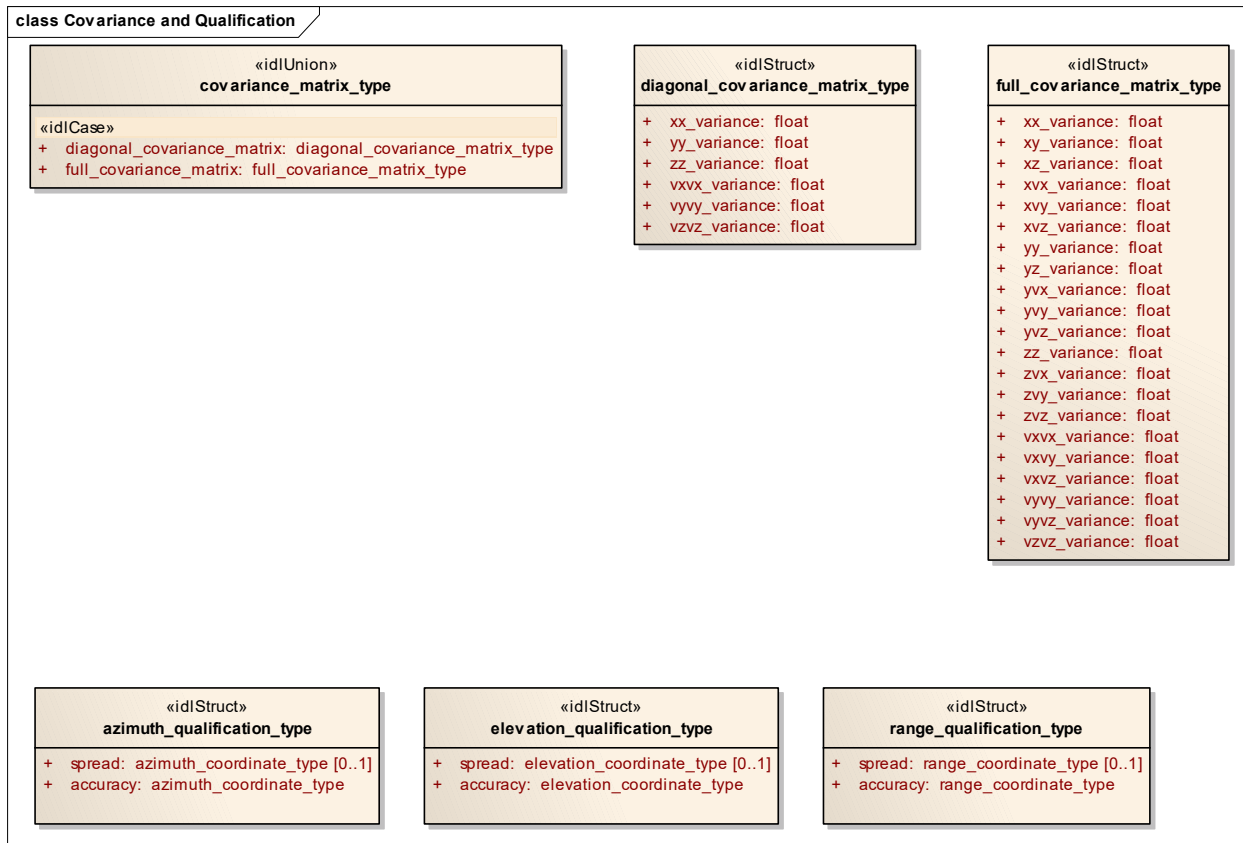 class Covariance and Qualification
«idlUnion»
covariance_matrix_type
«idlCase»
+ diagonal_covariance_matrix: diagonal_covariance_matrix_type
+ full_covariance_matrix: full_covariance_matrix_type
«idlStruct»
diagonal_covariance_matrix_type
+ xx_variance: float
+ yy_variance: float
+ zz_variance: float
+ vxvx_variance: float
+ vyvy_variance: float
+ vzvz_variance: float
«idlStruct»
full_covariance_matrix_type
+ xx_variance: float
+ xy_variance: float
+ xz_variance: float
+ xvx_variance: float
+ xvy_variance: float
+ xvz_variance: float
+ yy_variance: float
+ yz_variance: float
+ yvx_variance: float
+ yvy_variance: float
+ yvz_variance: float
+ zz_variance: float
+ zvx_variance: float
+ zvy_variance: float
+ zvz_variance: float
+ vxvx_variance: float
+ vxvy_variance: float
+ vxvz_variance: float
+ vyvy_variance: float
+ vyvz_variance: float
+ vzvz_variance: float
«idlStruct»
azimuth_qualification_type
+ spread: azimuth_coordinate_type [0..1]
+ accuracy: azimuth_coordinate_type
«idlStruct»
elevation_qualification_type
+ spread: elevation_coordinate_type [0..1]
+ accuracy: elevation_coordinate_type
«idlStruct»
range_qualification_type
+ spread: range_coordinate_type [0..1]
+ accuracy: range_coordinate_type